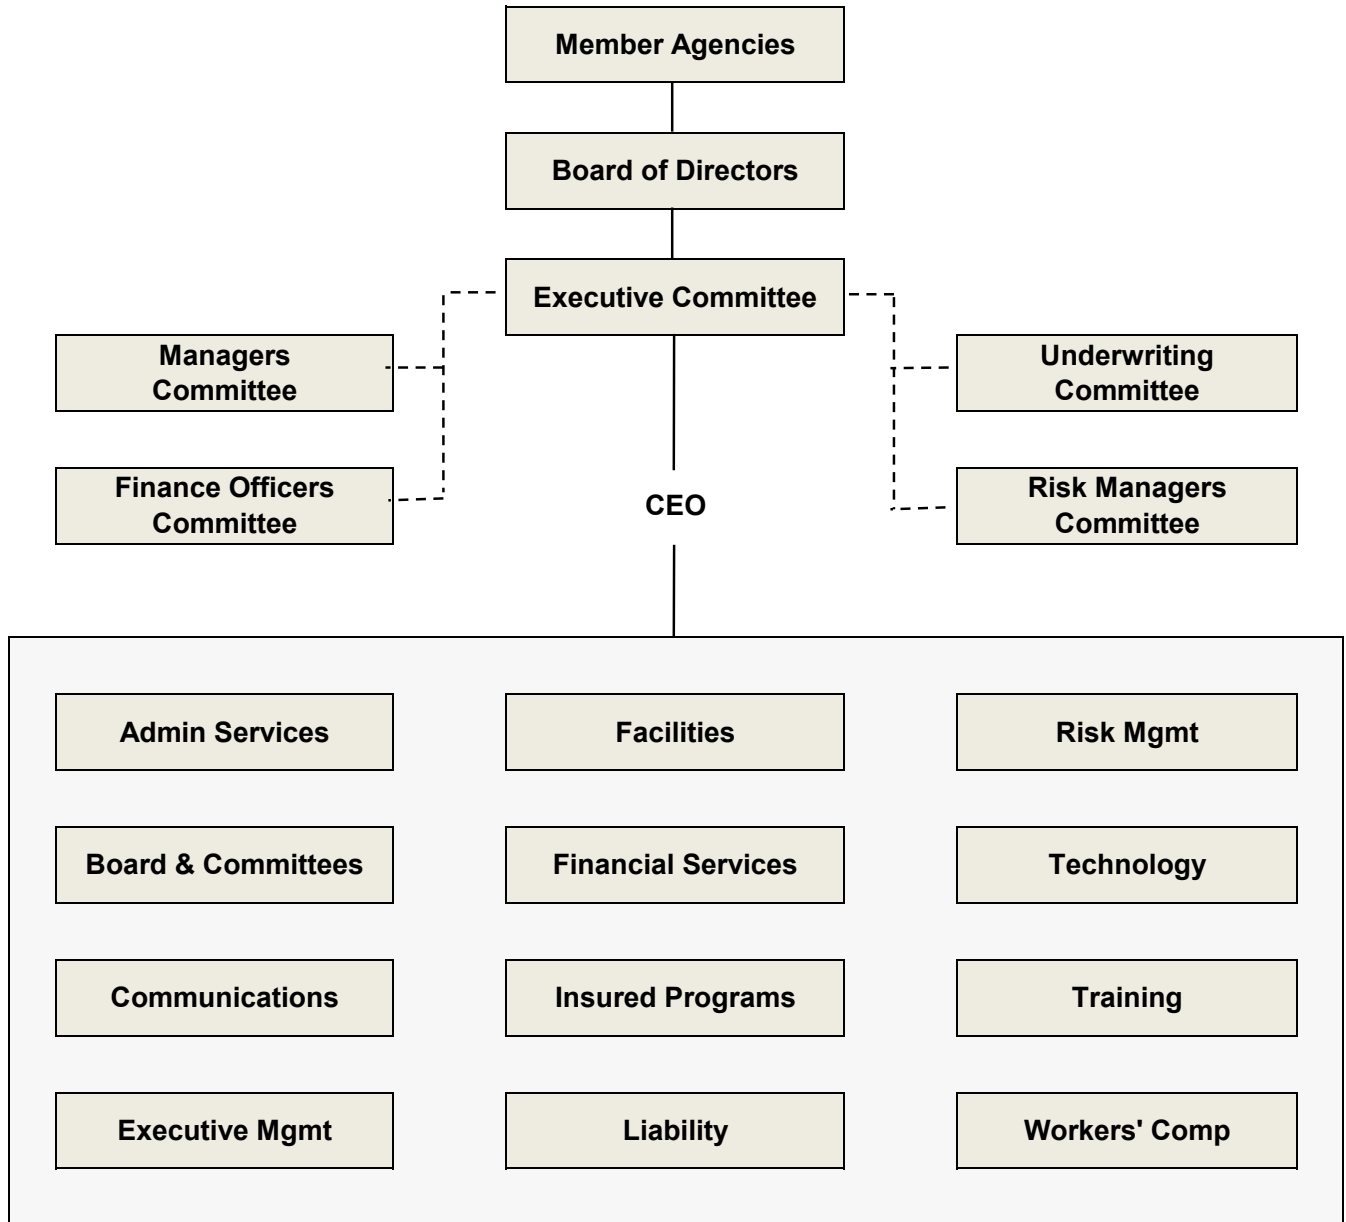 Member Agencies
Board of Directors
Executive Committee
Managers
Committee
Underwriting
Committee
Finance Officers
Committee
CEO
Risk Managers
Committee
Admin Services
Facilities
Risk Mgmt
Board & Committees
Financial Services
Technology
Communications
Insured Programs
Training
Executive Mgmt
Liability
Workers' Comp